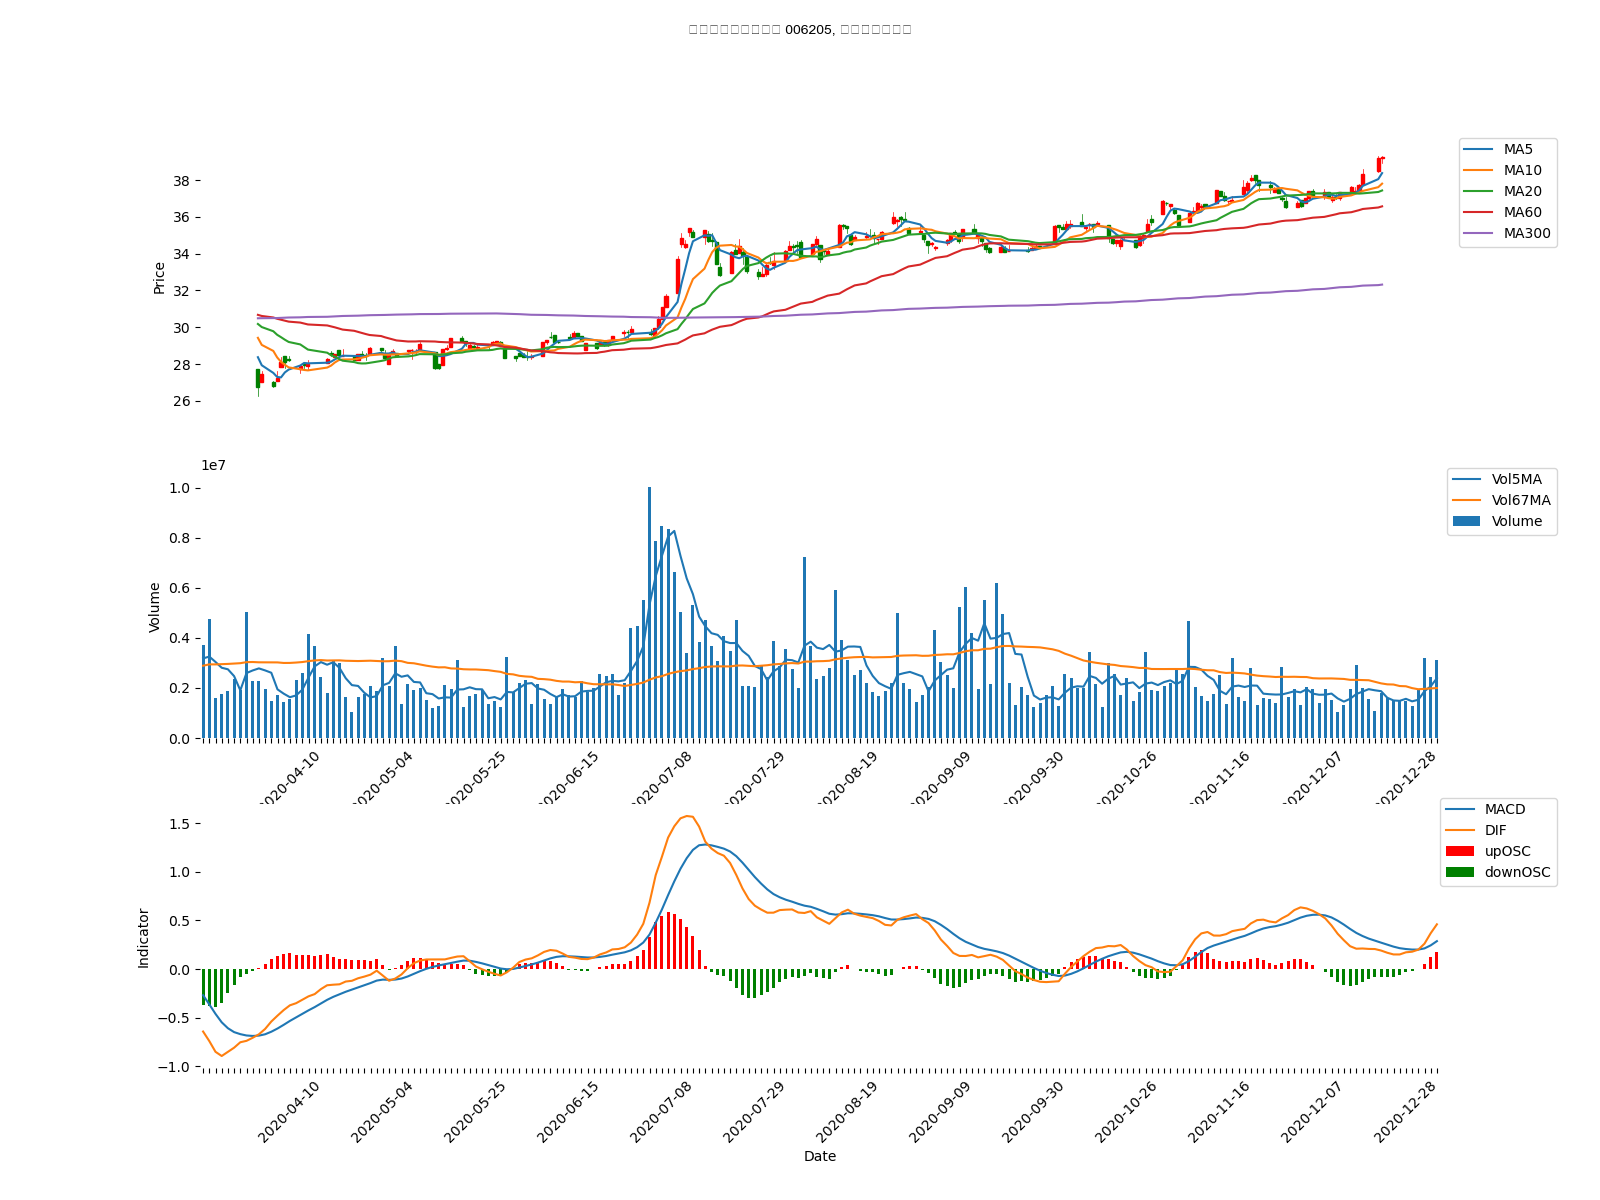 006205,
MA5
MA10
MA20
MA60
MA300
Price
38
36
34
32
30
28
26
1e7
Vol5MA
Vol67MA
Volume
Volume
1.0
0.8
0.6
0.4
0.2
0.0
2020-04-10 2020-05-04 2020-05-25 2020-06-15 2020-07-08 2020-07-29 2020-08-19 2020-09-09 2020-09-30 2020-10-26 2020-11-16 2020-12-07 2020-12-28
MACD
DIF
upOSC
downOSC
Indicator
1.5
1.0
0.5
0.0
−0.5
−1.0
2020-04-10 2020-05-04 2020-05-25 2020-06-15 2020-07-08 2020-07-29 2020-08-19 2020-09-09 2020-09-30 2020-10-26 2020-11-16 2020-12-07 2020-12-28
Date